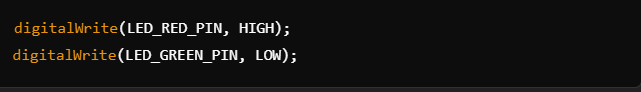 digitalWrite(LED_RED_PIN, HIGH);
digitalWrite(LED_GREEN_PIN, LOW);